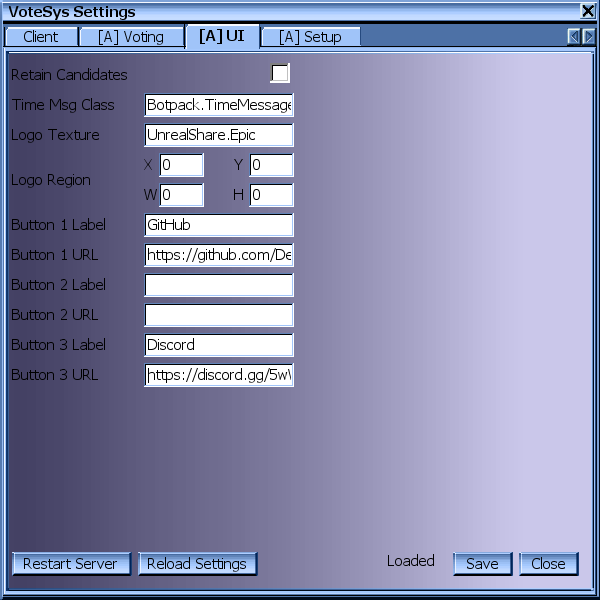 VoteSys Settings
Client [A] Voting [A] UI [A] Setup
Retain Candidates
Time Msg Class Botpack.TimeMessage
Logo Texture UnrealShare.Epic
Logo Region
X 0 Y 0
W 0 H 0
Button 1 Label GitHub
Button 1 URL https://github.com/De
Button 2 Label
Button 2 URL
Button 3 Label Discord
Button 3 URL https://discord.gg/5w
Restart Server Reload Settings Loaded Save Close